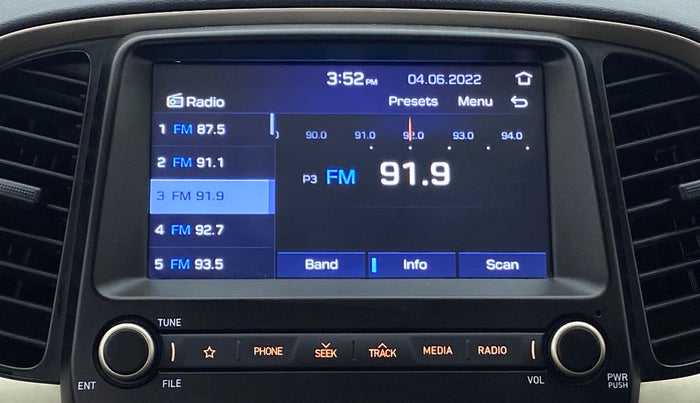 3:52 PM 04.06.2022
Radio Presets Menu
1 FM 87.5
90.0 91.0 92.0 93.0 94.0
2 FM 91.1
3 FM 91.9
P3 FM 91.9
4 FM 92.7
5 FM 93.5
Band Info Scan
TUNE
PHONE SEEK TRACK MEDIA RADIO
ENT FILE VOL PWR
PUSH